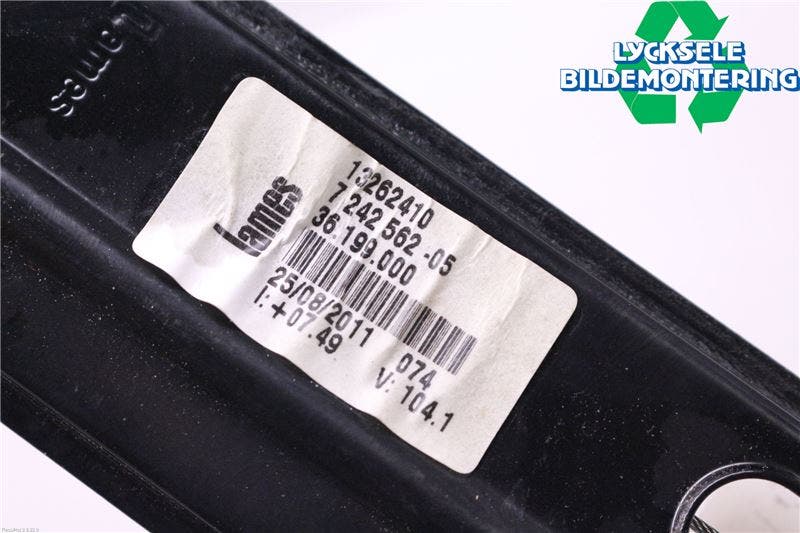 LYCKSELE
BILDEMONTERING
Lames
Lames
13262410
7 242 562 -05
36.199.000
25/08/2011 074
I:+07.49 V: 104.1